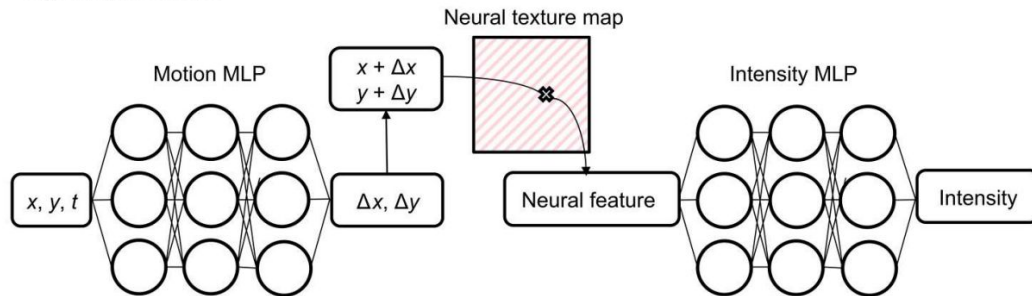 Neural texture map
Motion MLP
x + Δx
y + Δy
Intensity MLP
x, y, t
Δx, Δy
Neural feature
Intensity